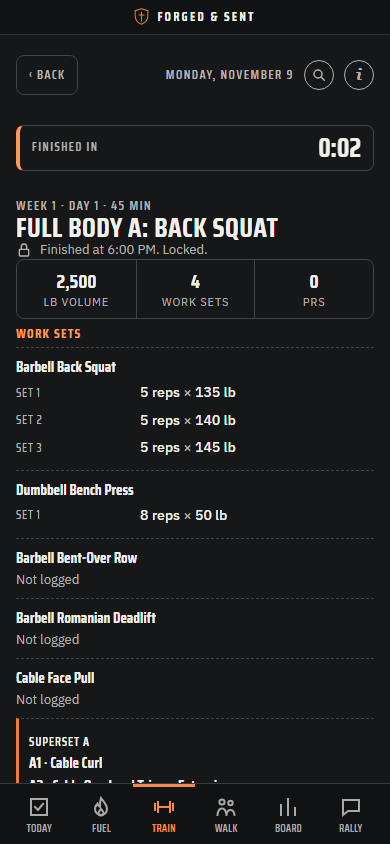 FORGED & SENT
‹ BACK
MONDAY, NOVEMBER 9
i
FINISHED IN
0:02
WEEK 1 · DAY 1 · 45 MIN
FULL BODY A: BACK SQUAT
Finished at 6:00 PM. Locked.
2,500
LB VOLUME
4
WORK SETS
0
PRS
WORK SETS
Barbell Back Squat
SET 1 5 reps × 135 lb
SET 2 5 reps × 140 lb
SET 3 5 reps × 145 lb
Dumbbell Bench Press
SET 1 8 reps × 50 lb
Barbell Bent-Over Row
Not logged
Barbell Romanian Deadlift
Not logged
Cable Face Pull
Not logged
SUPERSET A
A1 · Cable Curl
TODAY
FUEL
TRAIN
WALK
BOARD
RALLY